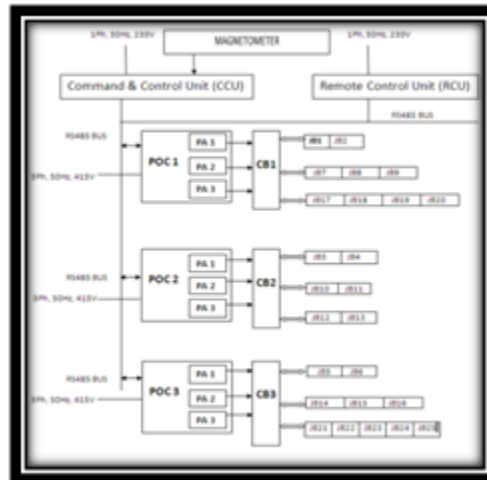 1Ph, 50Hz, 230V
MAGNETOMETER
1Ph, 50Hz, 230V
Command & Control Unit (CCU)
Remote Control Unit (RCU)
RS485 BUS
RS485 BUS
3Ph, 50Hz, 415V
POC 1
PA 1
PA 2
PA 3
CB1
JB1 JB2
JB7 JB8 JB9
JB17 JB18 JB19 JB20
RS485 BUS
3Ph, 50Hz, 415V
POC 2
PA 1
PA 2
PA 3
CB2
JB3 JB4
JB10 JB11
JB12 JB13
RS485 BUS
3Ph, 50Hz, 415V
POC 3
PA 1
PA 2
PA 3
CB3
JB5 JB6
JB14 JB15 JB16
JB21 JB22 JB23 JB24 JB25